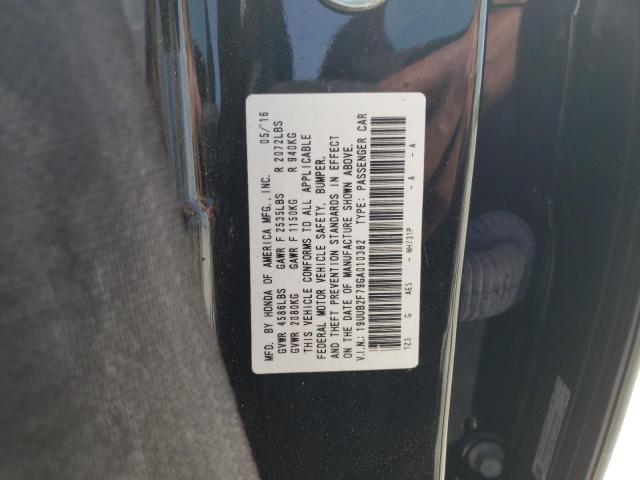 MFD. BY HONDA OF AMERICA MFG., INC. 05/16
GVWR 4586LBS GAWR F 2535LBS R 2072LBS
GVWR 2080KG GAWR F 1150KG R 940KG
THIS VEHICLE CONFORMS TO ALL APPLICABLE
FEDERAL MOTOR VEHICLE SAFETY, BUMPER,
AND THEFT PREVENTION STANDARDS IN EFFECT
ON THE DATE OF MANUFACTURE SHOWN ABOVE.
V.I.N.: 19UUB2F79GA010382 TYPE: PASSENGER CAR
TZ3 G AE5 - NH731P - A - A